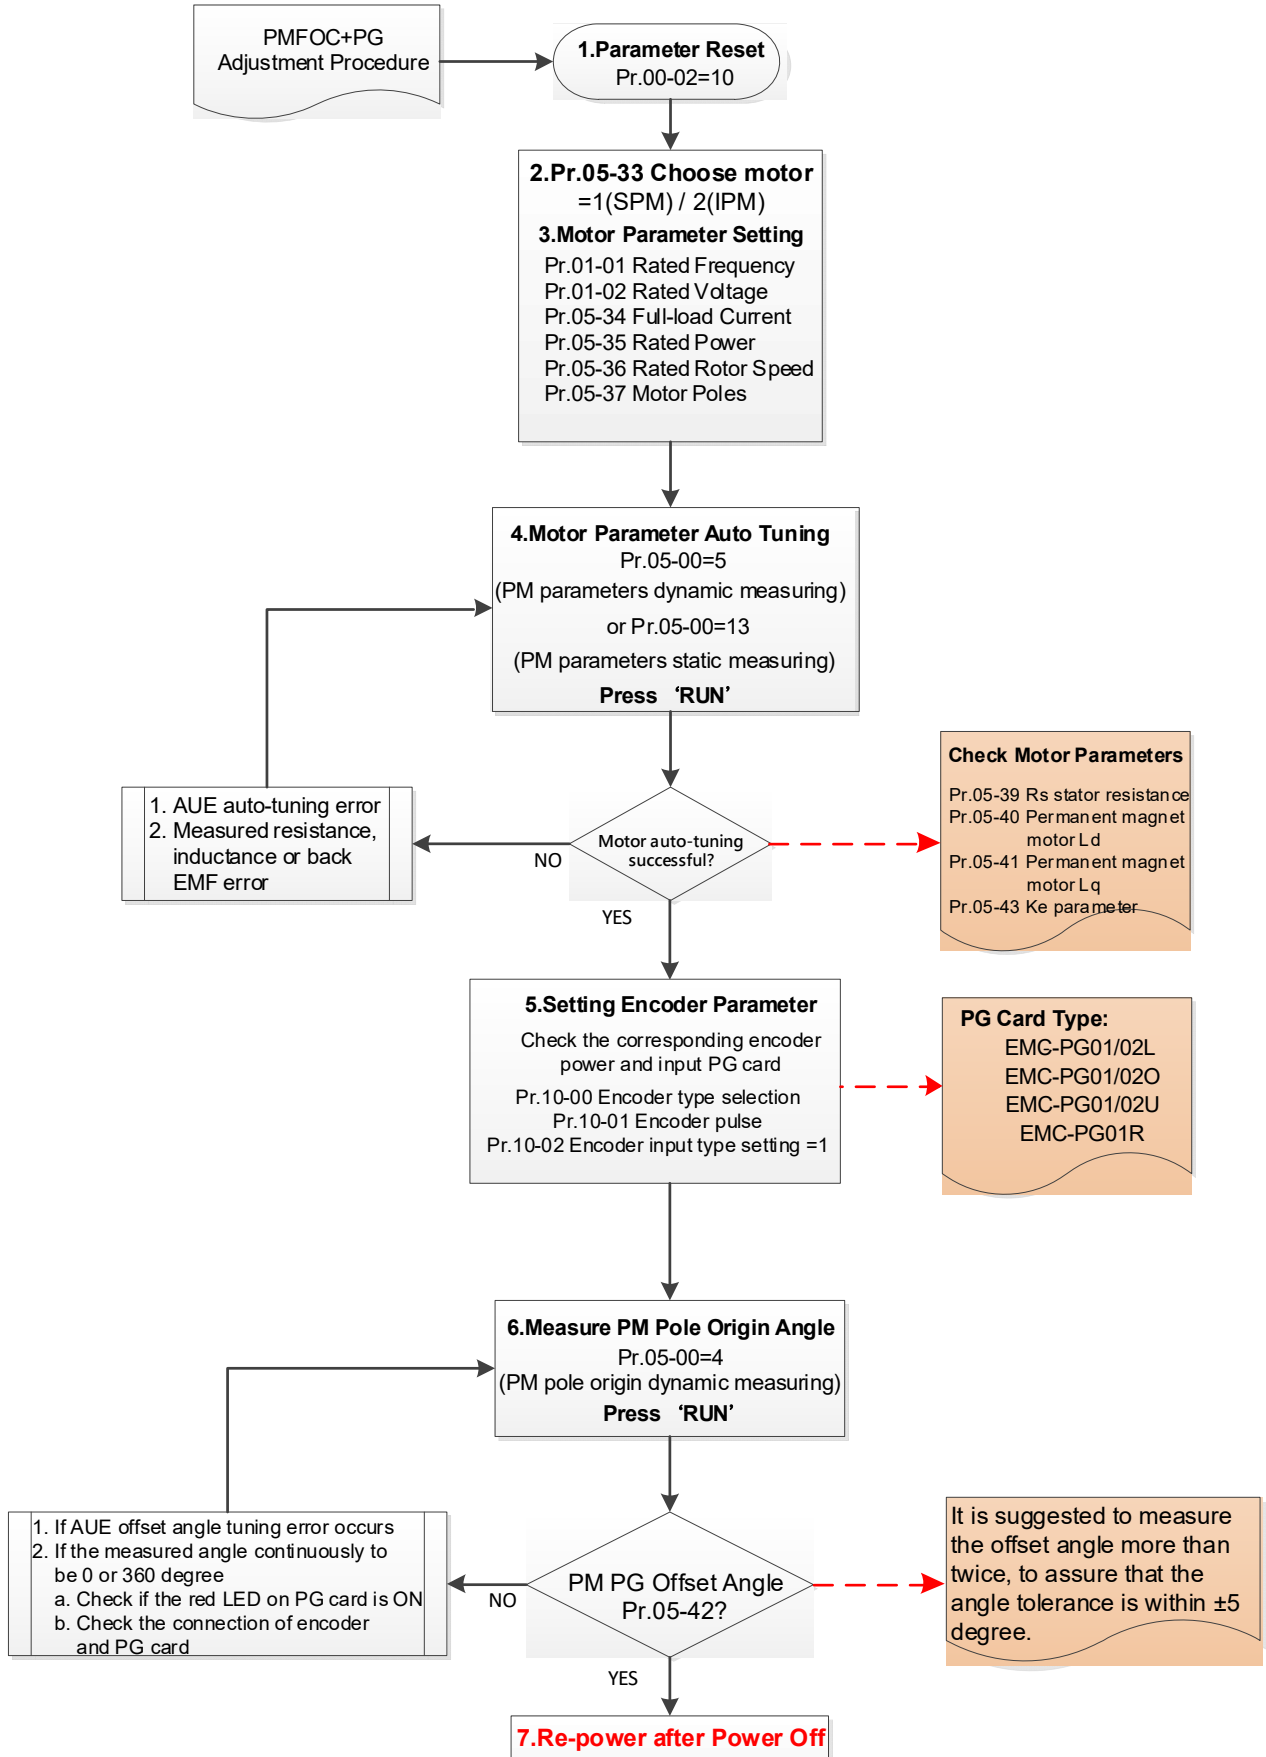 PMFOC+PG
Adjustment Procedure
1.Parameter Reset
Pr.00-02=10
2.Pr.05-33 Choose motor
=1(SPM) / 2(IPM)
3.Motor Parameter Setting
Pr.01-01 Rated Frequency
Pr.01-02 Rated Voltage
Pr.05-34 Full-load Current
Pr.05-35 Rated Power
Pr.05-36 Rated Rotor Speed
Pr.05-37 Motor Poles
4.Motor Parameter Auto Tuning
Pr.05-00=5
(PM parameters dynamic measuring)
or Pr.05-00=13
(PM parameters static measuring)
Press ‘RUN’
Motor auto-tuning
successful?
NO
YES
1. AUE auto-tuning error
2. Measured resistance,
inductance or back
EMF error
Check Motor Parameters
Pr.05-39 Rs stator resistance
Pr.05-40 Permanent magnet
motor Ld
Pr.05-41 Permanent magnet
motor Lq
Pr.05-43 Ke parameter
5.Setting Encoder Parameter
Check the corresponding encoder
power and input PG card
Pr.10-00 Encoder type selection
Pr.10-01 Encoder pulse
Pr.10-02 Encoder input type setting =1
PG Card Type:
EMC-PG01/02L
EMC-PG01/02O
EMC-PG01/02U
EMC-PG01R
6.Measure PM Pole Origin Angle
Pr.05-00=4
(PM pole origin dynamic measuring)
Press ‘RUN’
PM PG Offset Angle
Pr.05-42?
NO
YES
1. If AUE offset angle tuning error occurs
2. If the measured angle continuously to
be 0 or 360 degree
a. Check if the red LED on PG card is ON
b. Check the connection of encoder
and PG card
It is suggested to measure
the offset angle more than
twice, to assure that the
angle tolerance is within ±5
degree.
7.Re-power after Power Off